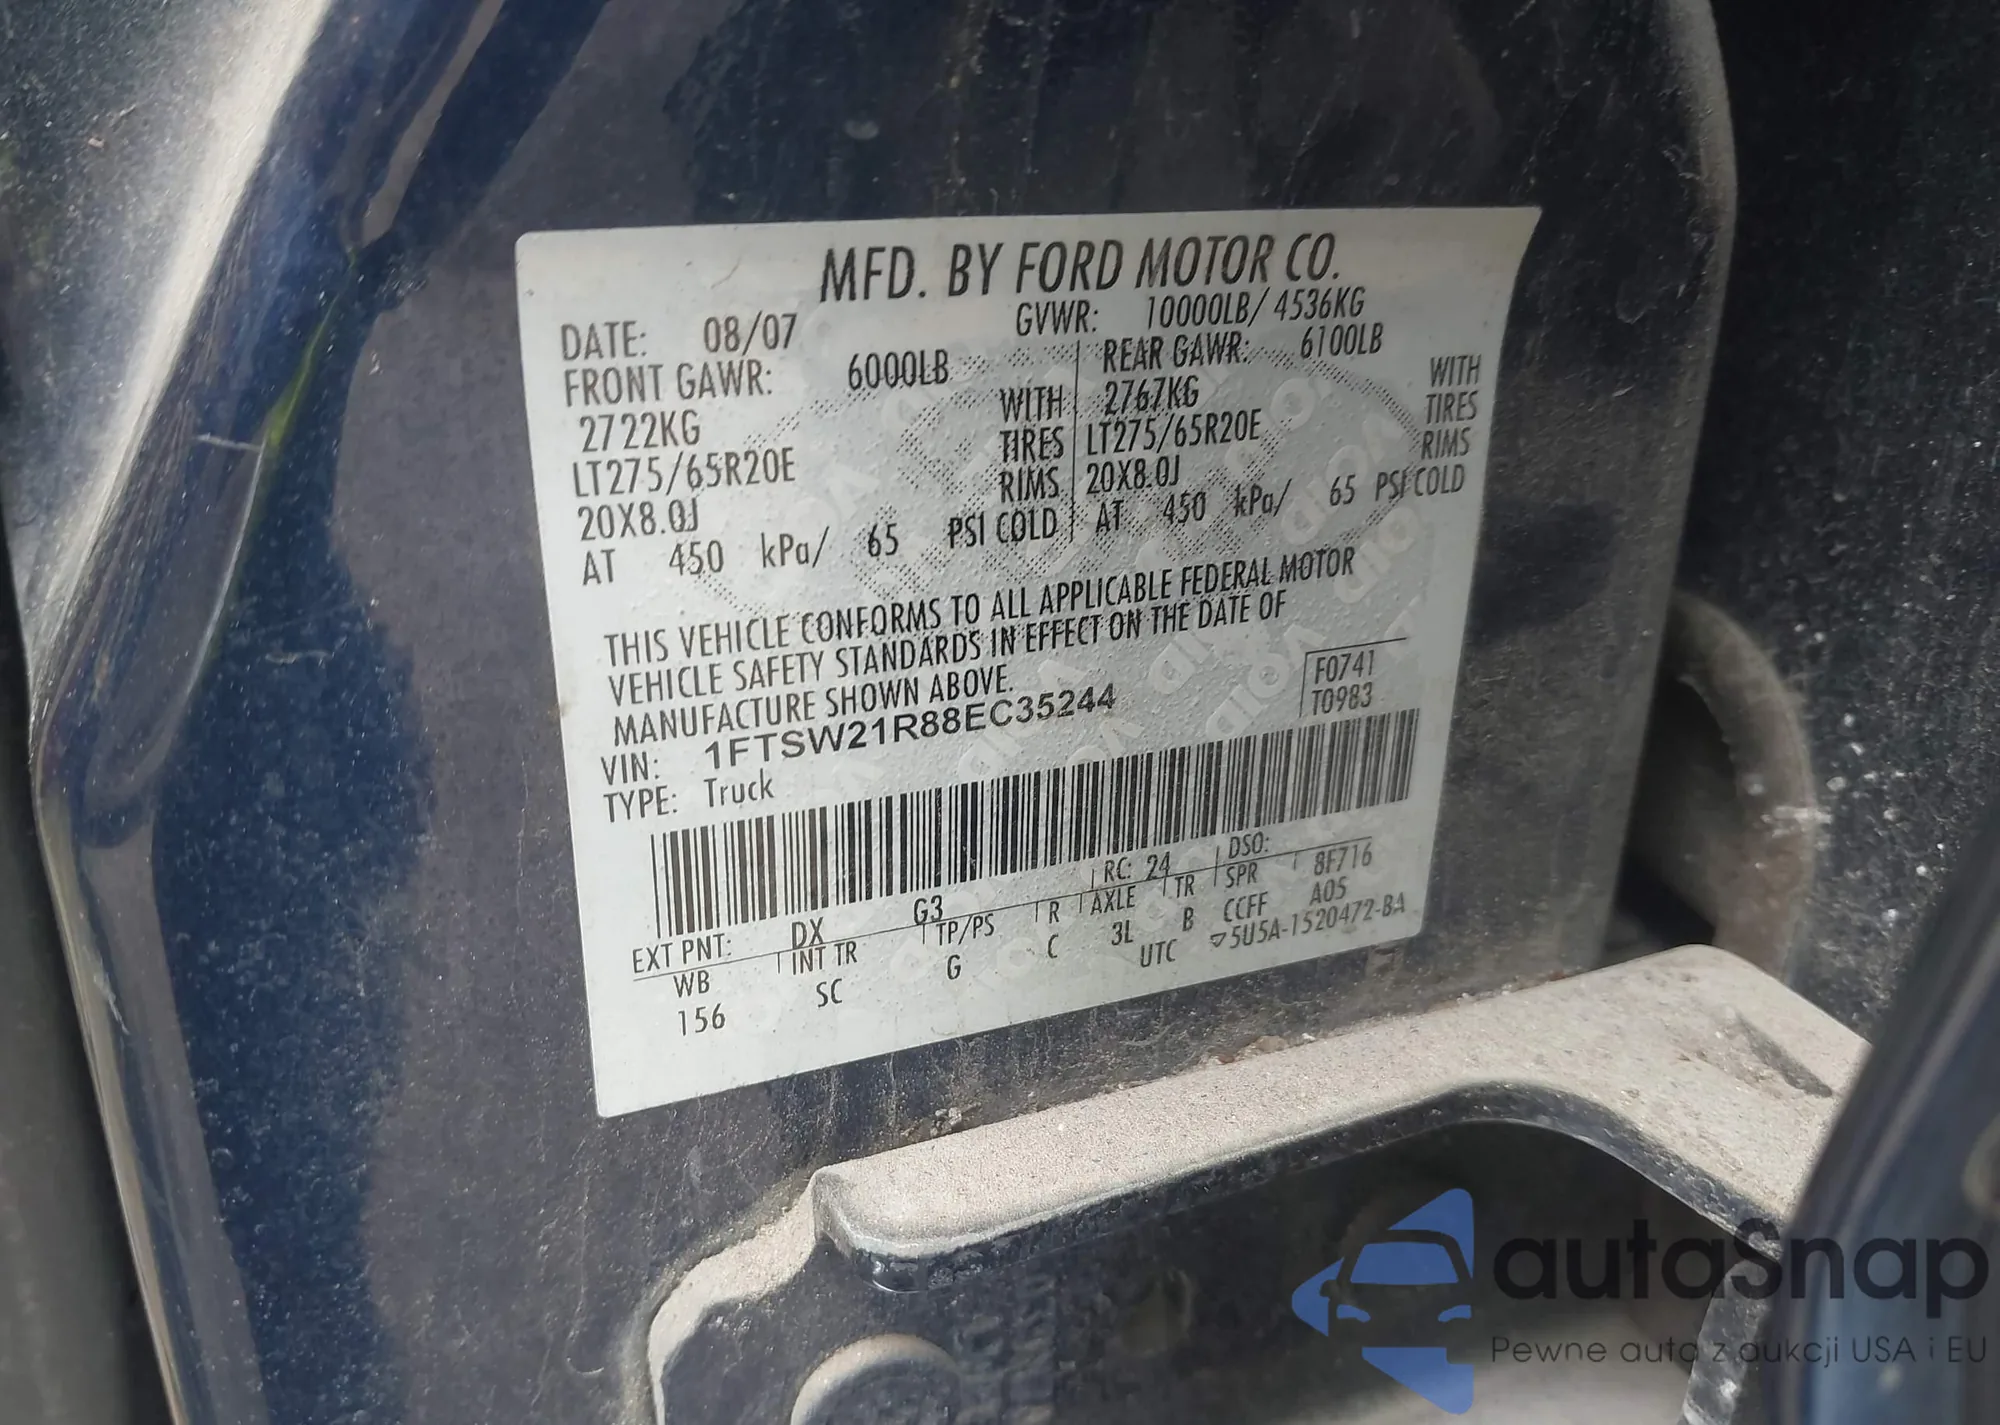 MFD. BY FORD MOTOR CO.
DATE: 08/07 GVWR: 10000LB/ 4536KG
FRONT GAWR: 6000LB REAR GAWR: 6100LB
2722KG WITH 2767KG WITH
LT275/65R20E TIRES LT275/65R20E TIRES
20X8.0J RIMS 20X8.0J RIMS
AT 450 kPa/ 65 PSI COLD AT 450 kPa/ 65 PSI COLD
THIS VEHICLE CONFORMS TO ALL APPLICABLE FEDERAL MOTOR
VEHICLE SAFETY STANDARDS IN EFFECT ON THE DATE OF
MANUFACTURE SHOWN ABOVE.
F0741
VIN: 1FTSW21R88EC35244 T0983
TYPE: Truck
EXT PNT: DX G3 RC: 24 DSO:
WB INT TR TP/PS R AXLE TR SPR 8F716
156 SC G C 3L B CCFF A05
UTC ▽5U5A-1520472-BA
autaSnap
Pewne auta z aukcji USA i EU